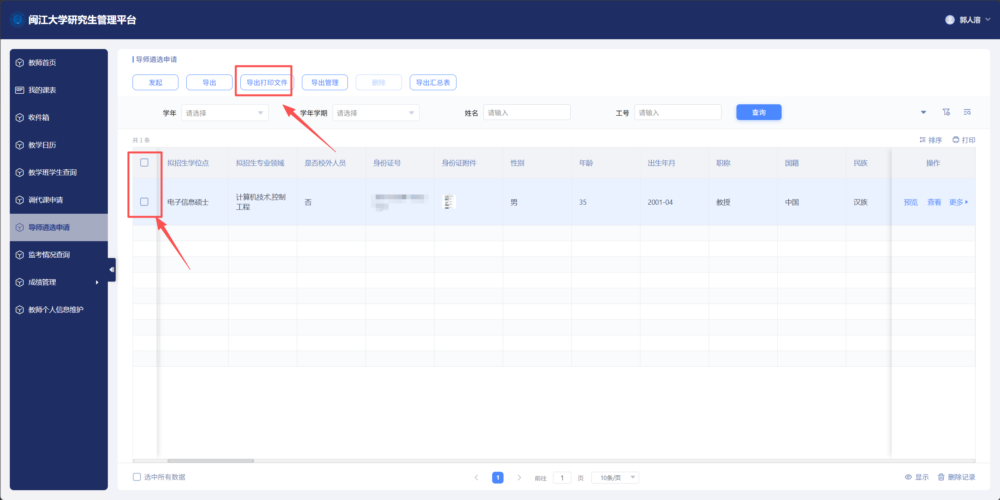 闽江大学研究生管理平台
郭人溶
教师首页
我的课表
收件箱
教学日历
教学班学生查询
调代课申请
导师遴选申请
监考情况查询
成绩管理
教师个人信息维护
导师遴选申请
发起 导出 导出打印文件 导出管理 删除 导出汇总表
学年 请选择 学年学期 请选择 姓名 请输入 工号 请输入 查询
共 1 条 排序 打印
拟招生学位点 拟招生专业领域 是否校外人员 身份证号 身份证附件 性别 年龄 出生年月 职称 国籍 民族 操作
电子信息硕士 计算机技术,控制 否 男 35 2001-04 教授 中国 汉族 预览 查看 更多
工程
选中所有数据 1 前往 1 页 10条/页 显示 删除记录